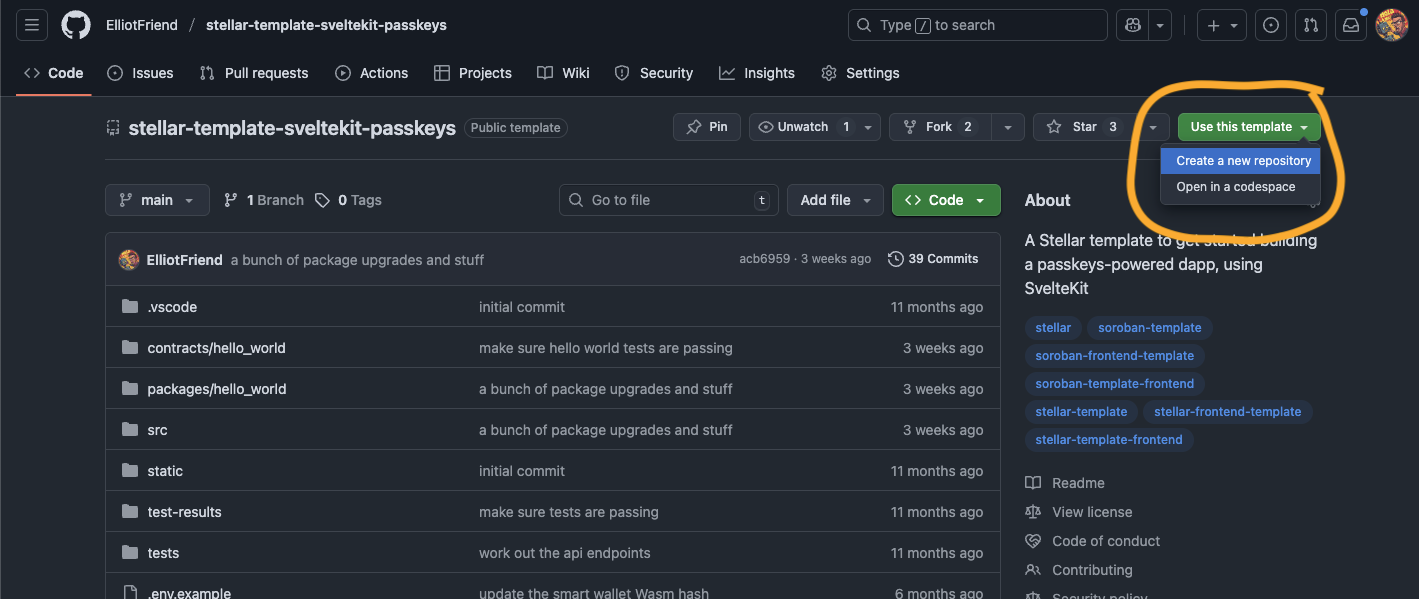 ElliotFriend / stellar-template-sveltekit-passkeys
Type / to search
Code Issues Pull requests Actions Projects Wiki Security Insights Settings
stellar-template-sveltekit-passkeys Public template
Pin Unwatch 1 Fork 2 Star 3 Use this template
Create a new repository
Open in a codespace
main 1 Branch 0 Tags Go to file t Add file Code
ElliotFriend a bunch of package upgrades and stuff acb6959 · 3 weeks ago 39 Commits
.vscode initial commit 11 months ago
contracts/hello_world make sure hello world tests are passing 3 weeks ago
packages/hello_world a bunch of package upgrades and stuff 3 weeks ago
src a bunch of package upgrades and stuff 3 weeks ago
static initial commit 11 months ago
test-results make sure tests are passing 11 months ago
tests work out the api endpoints 11 months ago
.env.example update the smart wallet Wasm hash 6 months ago
About
A Stellar template to get started building
a passkeys-powered dapp, using
SvelteKit
stellar soroban-template
soroban-frontend-template
soroban-template-frontend
stellar-template stellar-frontend-template
stellar-template-frontend
Readme
View license
Code of conduct
Contributing
Security policy